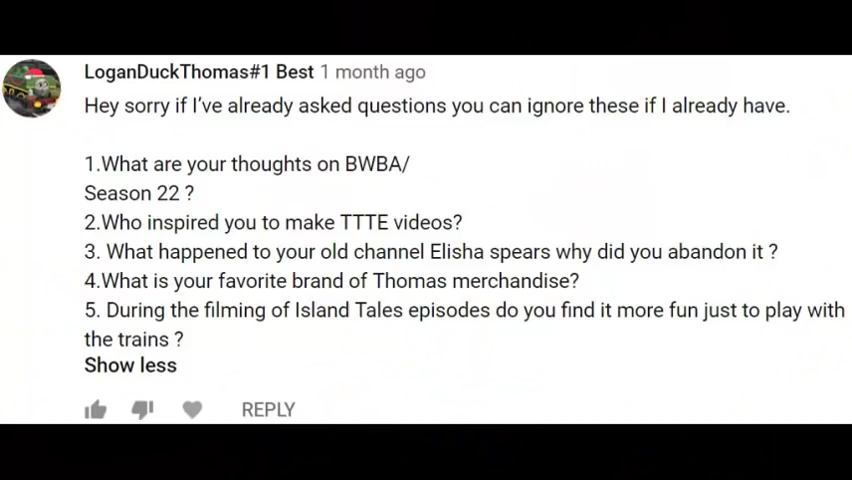 LoganDuckThomas#1 Best 1 month ago
Hey sorry if I've already asked questions you can ignore these if I already have.
1.What are your thoughts on BWBA/
Season 22 ?
2.Who inspired you to make TTTE videos?
3. What happened to your old channel Elisha spears why did you abandon it ?
4.What is your favorite brand of Thomas merchandise?
5. During the filming of Island Tales episodes do you find it more fun just to play with
the trains ?
Show less
REPLY